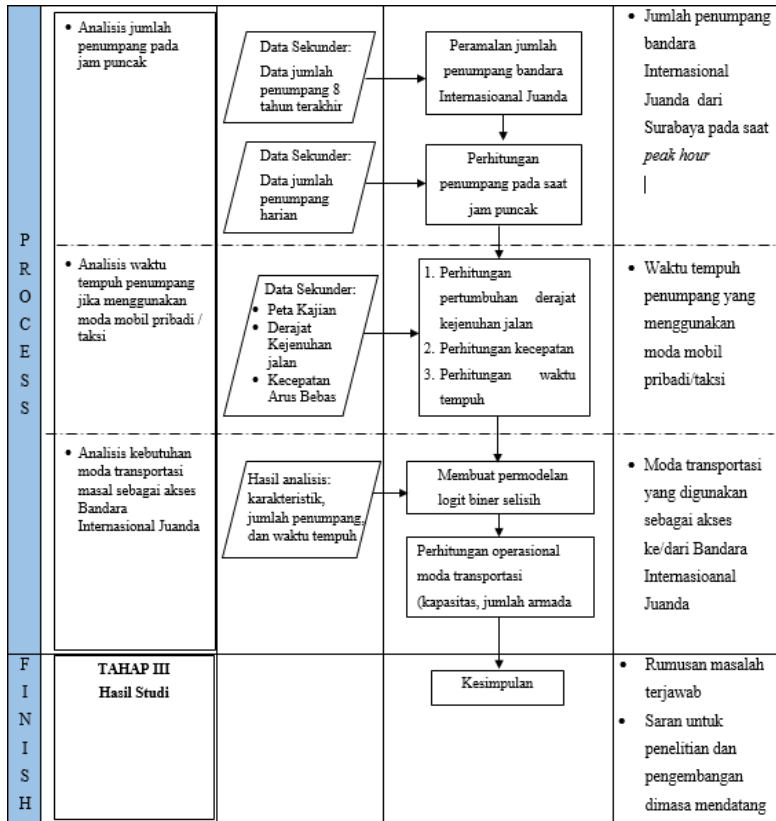 P
R
O
C
E
S
S
• Analisis jumlah
penumpang pada
jam puncak
Data Sekunder:
Data jumlah
penumpang 8
tahun terakhir
Peramalan jumlah
penumpang bandara
Internasioanal Juanda
• Jumlah penumpang
bandara
Internasional
Juanda dari
Surabaya pada saat
peak hour
Data Sekunder:
Data jumlah
penumpang
harian
Perhitungan
penumpang pada saat
jam puncak
• Analisis waktu
tempuh penumpang
jika menggunakan
moda mobil pribadi /
taksi
Data Sekunder:
• Peta Kajian
• Derajat
Kejenuhan
jalan
• Kecepatan
Arus Bebas
1. Perhitungan
pertumbuhan derajat
kejenuhan jalan
2. Perhitungan kecepatan
3. Perhitungan waktu
tempuh
• Waktu tempuh
penumpang yang
menggunakan
moda mobil
pribadi/taksi
• Analisis kebutuhan
moda transportasi
masal sebagai akses
Bandara
Internasional Juanda
Hasil analisis:
karakteristik,
jumlah penumpang,
dan waktu tempuh
Membuat permodelan
logit biner selisih
Perhitungan operasional
moda transportasi
(kapasitas, jumlah armada
• Moda transportasi
yang digunakan
sebagai akses
ke/dari Bandara
Internasioanal
Juanda
F
I
N
I
S
H
TAHAP III
Hasil Studi
Kesimpulan
• Rumusan masalah
terjawab
• Saran untuk
penelitian dan
pengembangan
dimasa mendatang